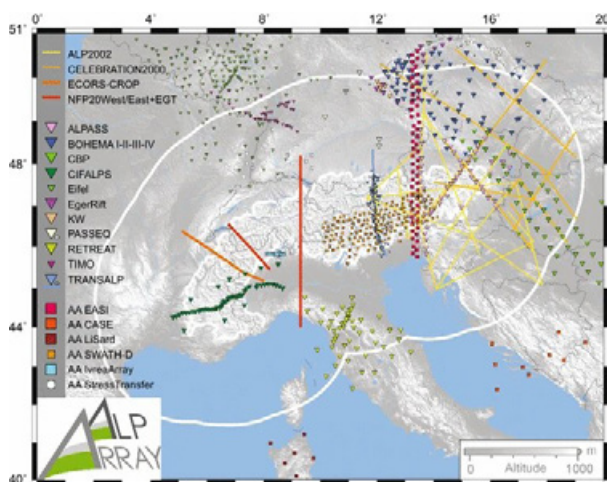 0° 4° 8° 12° 16° 20°
51°
48°
44°
40°
ALP2002
CELEBRATION2000
ECORS-CROP
NFP20West/East+EGT
ALPASS
BOHEMA I-II-III-IV
CBP
CIFALPS
Eifel
EgerRift
KW
PASSEQ
RETREAT
TIMO
TRANSALP
AA EASI
AA CASE
AA LiSard
AA SWATH-D
AA IvreaArray
AA StressTransfer
ALP
ARRAY
m
0 1000
Altitude